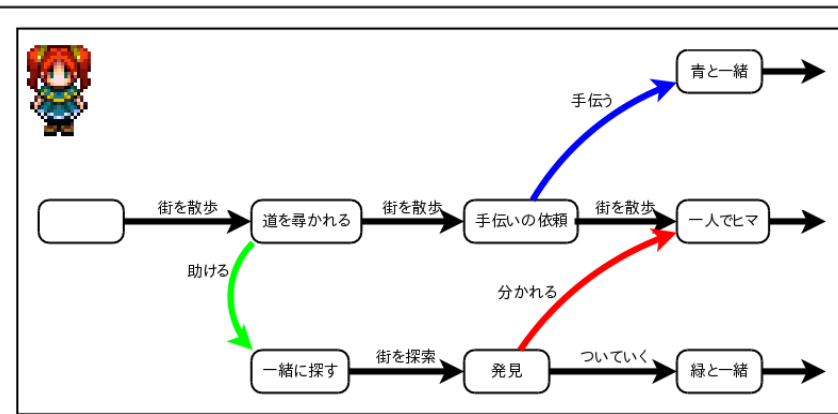 青と一緒
手伝う
街を散歩
街を散歩
街を散歩
道を尋かれる
手伝いの依頼
一人でヒマ
助ける
分かれる
街を探索
ついていく
一緒に探す
発見
緑と一緒